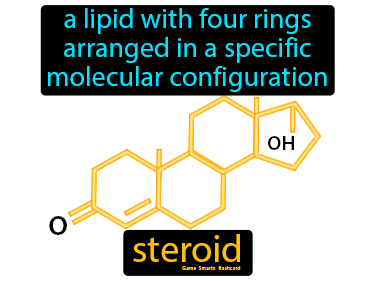 a lipid with four rings
arranged in a specific
molecular configuration
OH
O
steroid
Game Smartz flashcard